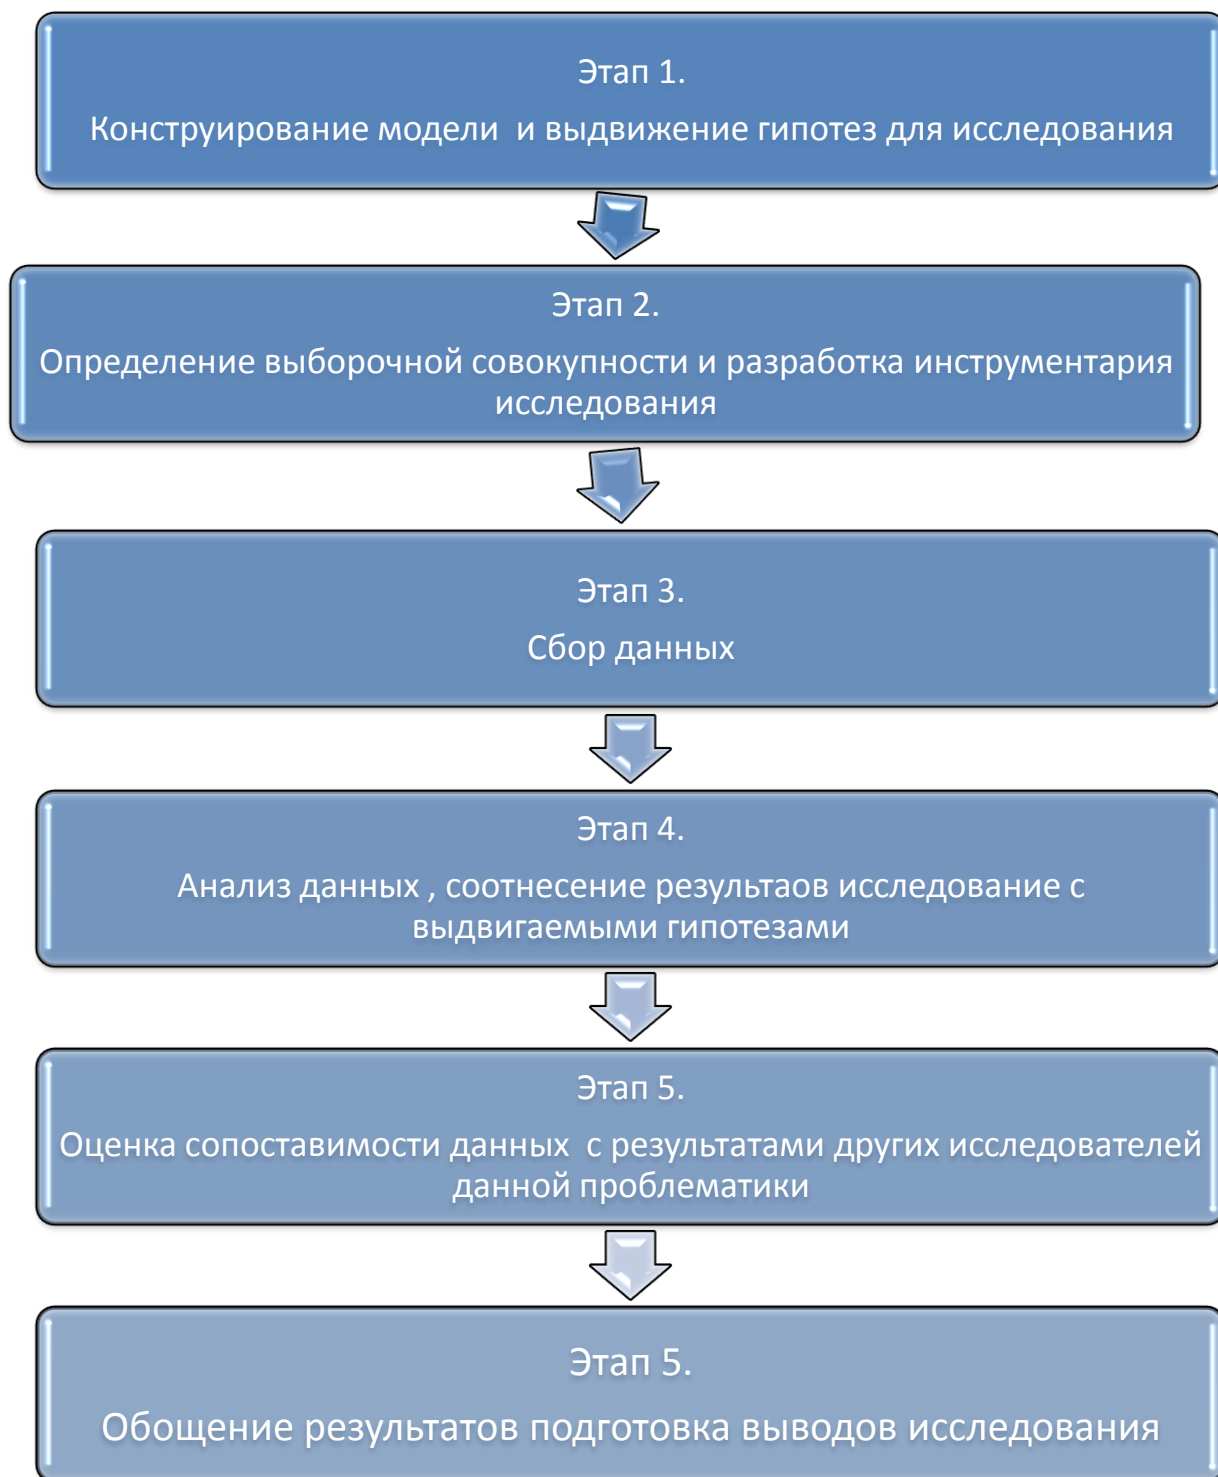 Этап 1.
Конструирование модели  и выдвижение гипотез для исследования
Этап 2.
Определение выборочной совокупности и разработка инструментария
исследования
Этап 3.
Сбор данных
Этап 4.
Анализ данных , соотнесение результаов исследование с
выдвигаемыми гипотезами
Этап 5.
Оценка сопоставимости данных  с результатами других исследователей
данной проблематики
Этап 5.
Обощение результатов подготовка выводов исследования